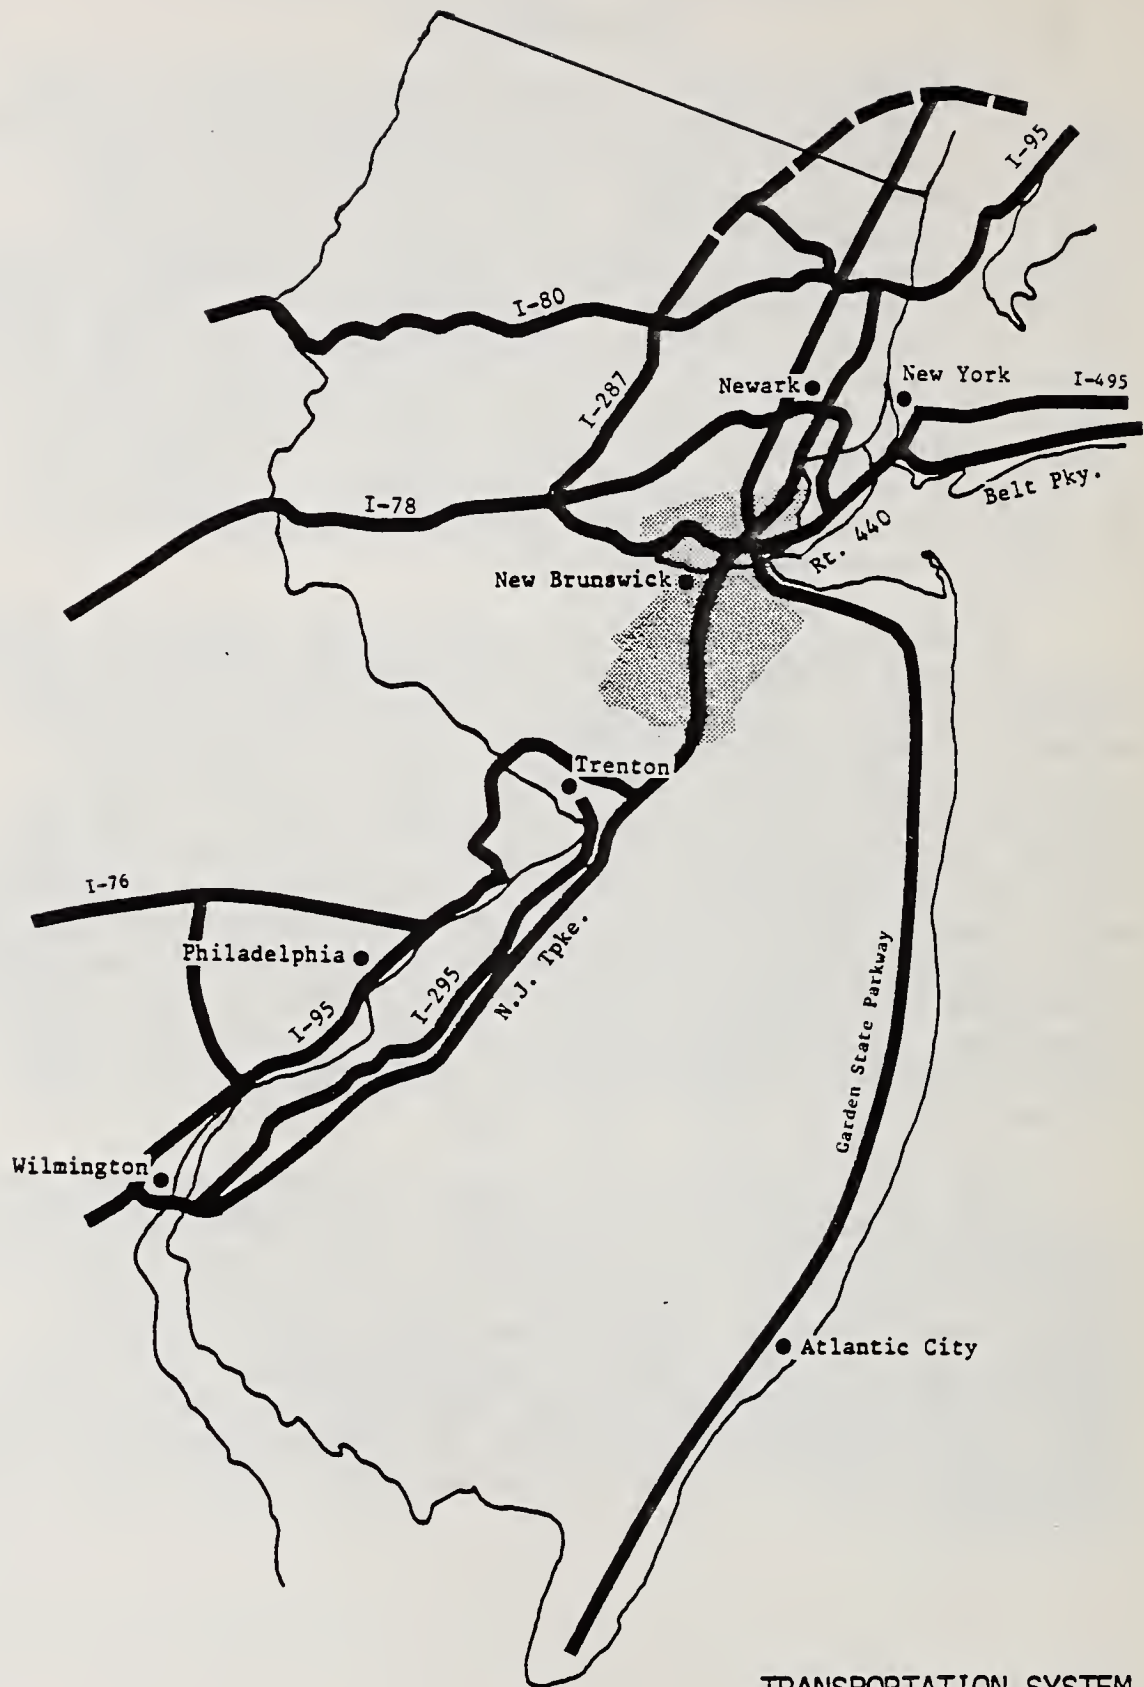 I-95
I-80
I-287
Newark
New York
I-495
I-78
Belt Pky.
Rt. 440
New Brunswick
Trenton
I-76
Philadelphia
I-95
I-295
N.J. Tpke.
Garden State Parkway
Wilmington
Atlantic City
TRANSPORTATION SYSTEM